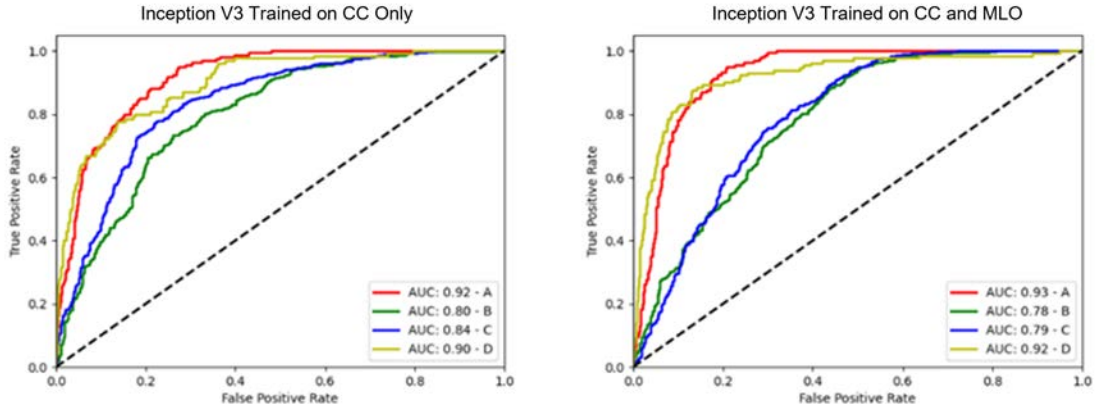 Inception V3 Trained on CC Only
1.0
0.8
0.6
0.4
0.2
0.0
True Positive Rate
AUC: 0.92 - A
AUC: 0.80 - B
AUC: 0.84 - C
AUC: 0.90 - D
0.0 0.2 0.4 0.6 0.8 1.0
False Positive Rate
Inception V3 Trained on CC and MLO
1.0
0.8
0.6
0.4
0.2
0.0
True Positive Rate
AUC: 0.93 - A
AUC: 0.78 - B
AUC: 0.79 - C
AUC: 0.92 - D
0.0 0.2 0.4 0.6 0.8 1.0
False Positive Rate